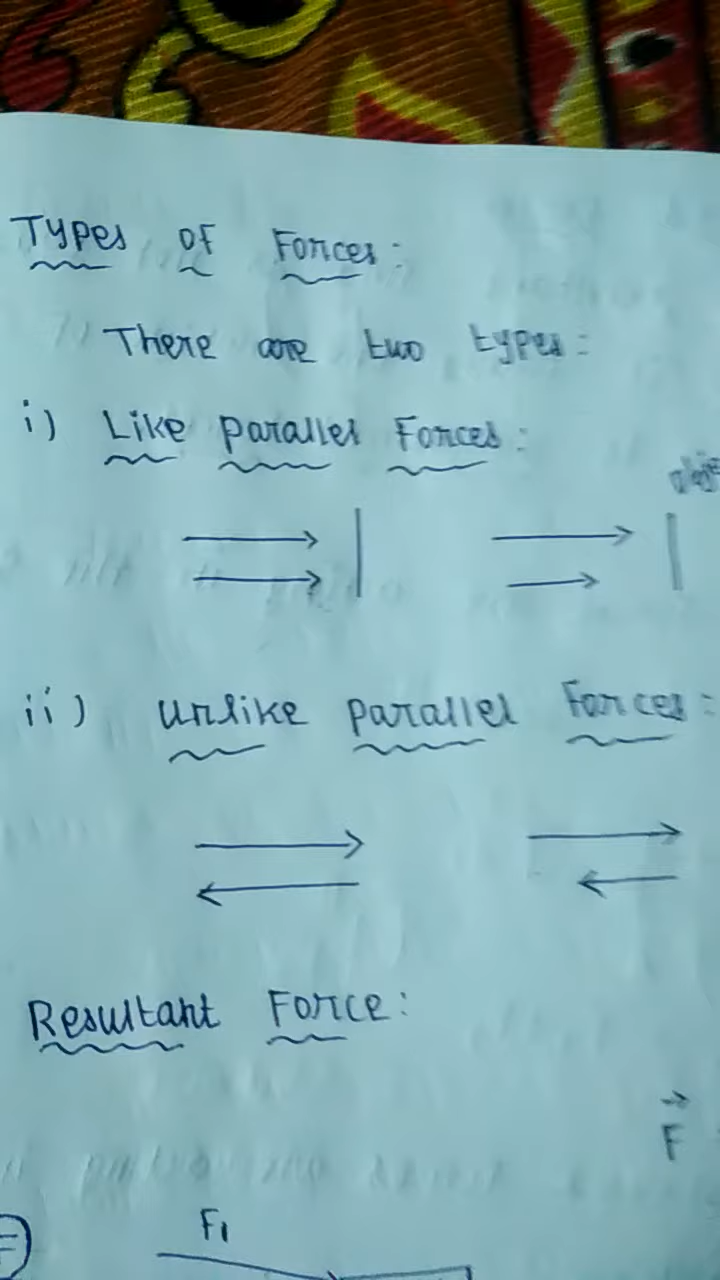 Types of Forces:
There are two types:
i) Like parallel Forces:
ii) Unlike parallel Forces:
Resultant Force:
F
F1